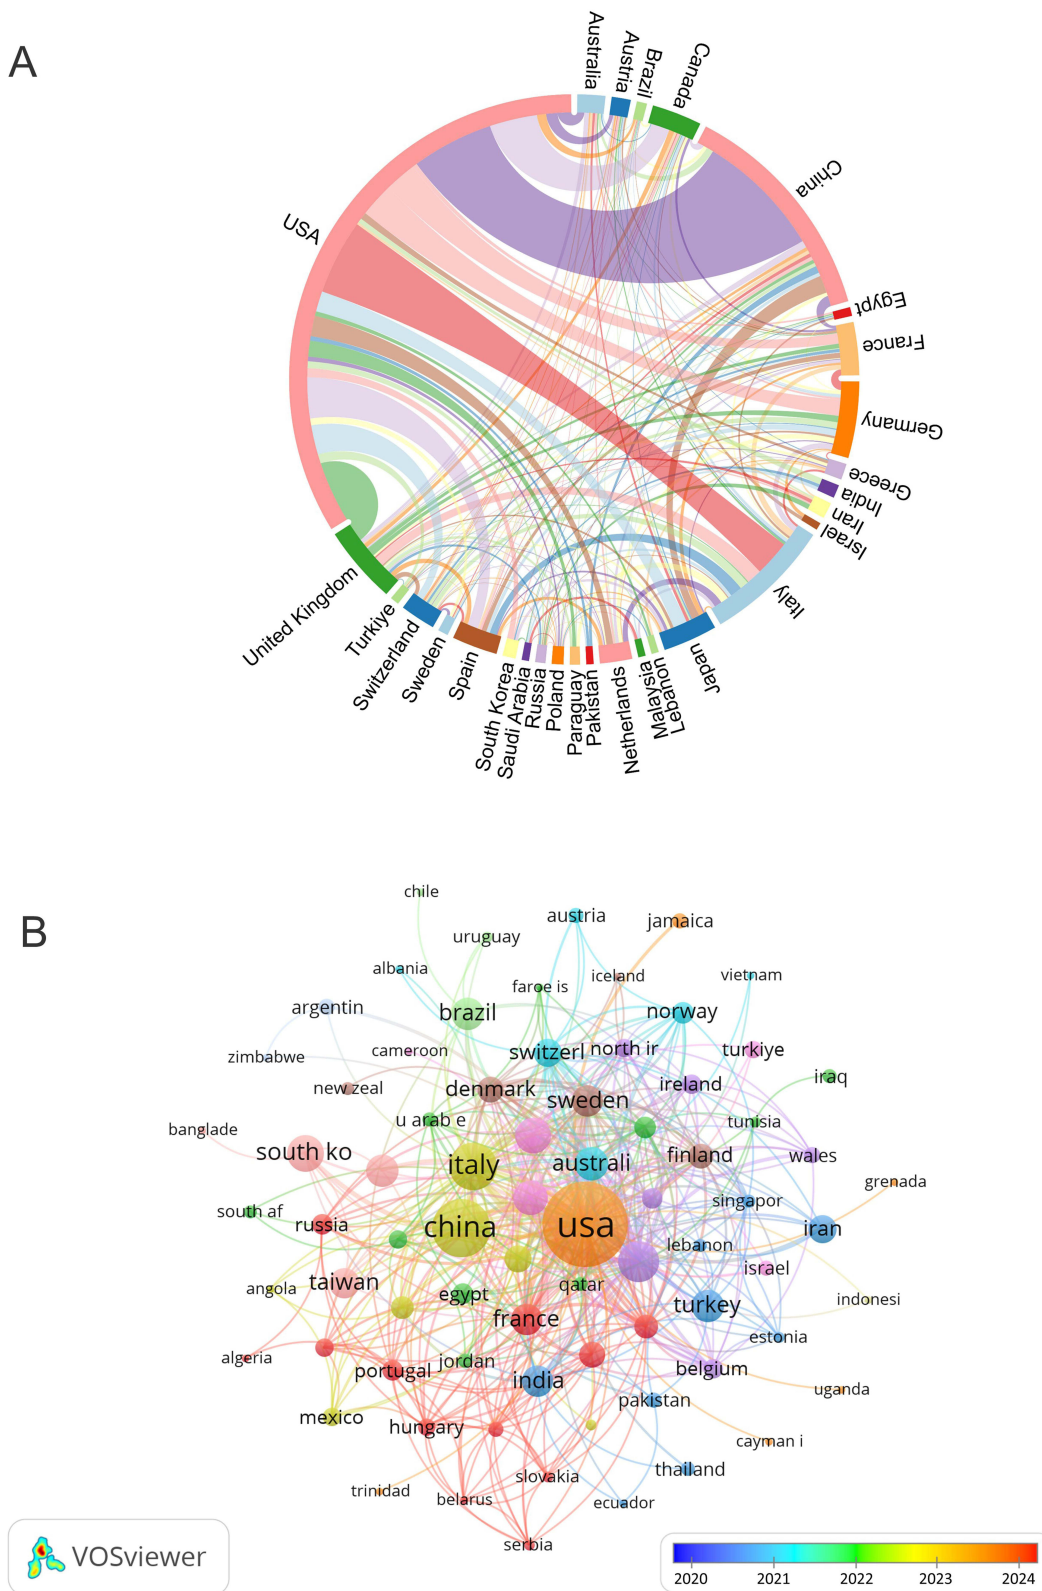 A
Australia
Austria
Brazil
Canada
China
Egypt
France
Germany
Greece
India
Iran
Israel
Italy
Japan
Lebanon
Malaysia
Netherlands
Pakistan
Paraguay
Poland
Russia
Saudi Arabia
South Korea
Spain
Sweden
Switzerland
Turkiye
United Kingdom
USA
B
chile
austria
jamaica
uruguay
albania
iceland
vietnam
faroe is
argentin
brazil
norway
zimbabwe
cameroon
switzerl
north ir
turkiye
new zeal
denmark
ireland
iraq
sweden
u arab e
tunisia
banglade
south ko
italy
australi
finland
wales
grenada
south af
russia
china
usa
singapor
iran
lebanon
israel
angola
taiwan
egypt
qatar
indonesi
france
turkey
estonia
algeria
portugal
jordan
india
belgium
uganda
pakistan
mexico
hungary
cayman i
slovakia
thailand
trinidad
belarus
ecuador
serbia
VOSviewer
2020 2021 2022 2023 2024